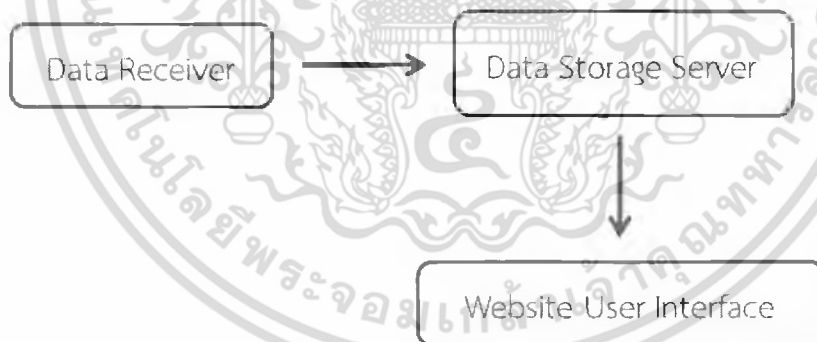 Data Receiver
Data Storage Server
Website User Interface